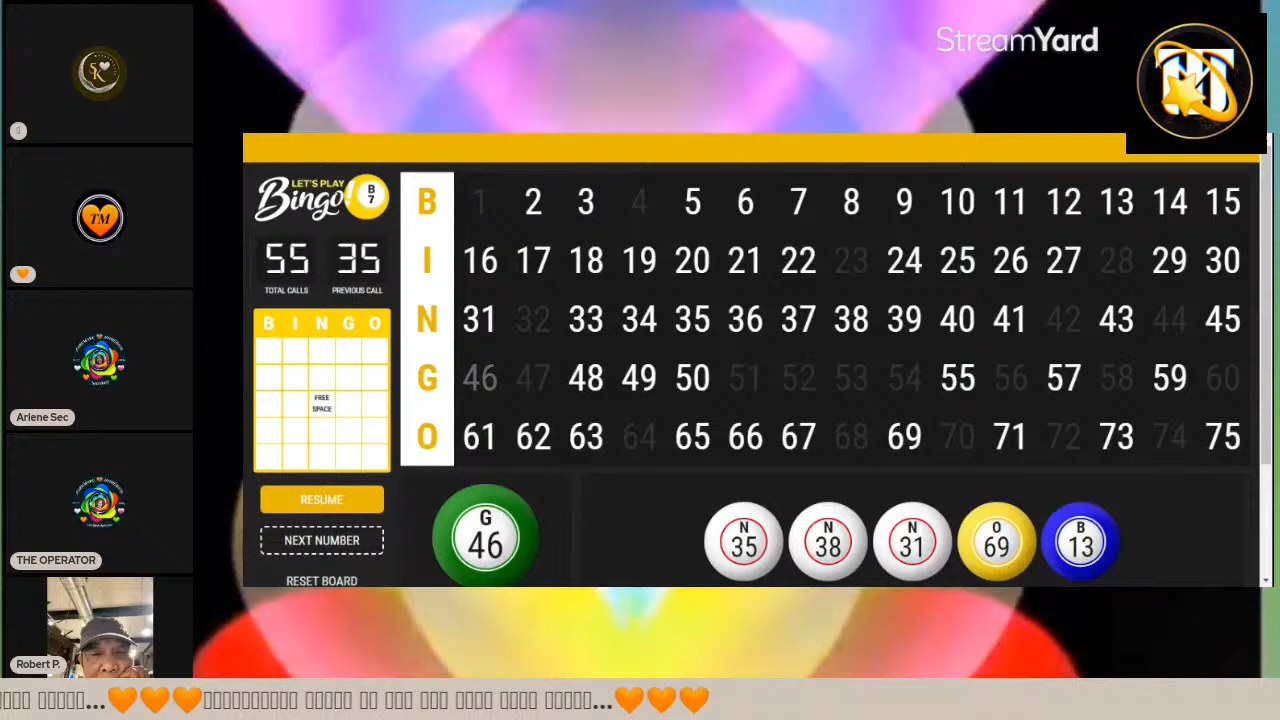 StreamYard
SK
TM
Arlene Sec
THE OPERATOR
Robert P.
LET'S PLAY
Bingo!
B
7
55 35
TOTAL CALLS PREVIOUS CALL
B I N G O
FREE
SPACE
RESUME
NEXT NUMBER
RESET BOARD
B 1 2 3 4 5 6 7 8 9 10 11 12 13 14 15
I 16 17 18 19 20 21 22 23 24 25 26 27 28 29 30
N 31 32 33 34 35 36 37 38 39 40 41 42 43 44 45
G 46 47 48 49 50 51 52 53 54 55 56 57 58 59 60
O 61 62 63 64 65 66 67 68 69 70 71 72 73 74 75
G
46
N
35
N
38
N
31
O
69
B
13